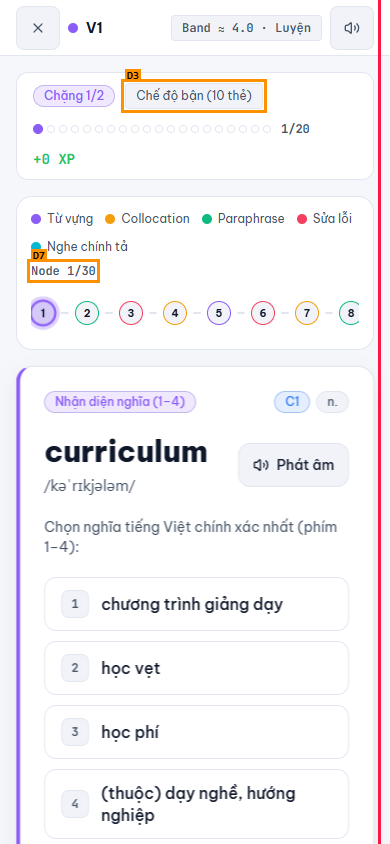 V1
Band ≈ 4.0 · Luyện
D3
Chặng 1/2
Chế độ bận (10 thẻ)
1/20
+0 XP
Từ vựng
Collocation
Paraphrase
Sửa lỗi
Nghe chính tả
D7
Node 1/30
1 2 3 4 5 6 7 8
Nhận diện nghĩa (1–4)
C1
n.
curriculum
Phát âm
/kəˈrɪkjələm/
Chọn nghĩa tiếng Việt chính xác nhất (phím
1–4):
1 chương trình giảng dạy
2 học vẹt
3 học phí
4 (thuộc) dạy nghề, hướng
nghiệp